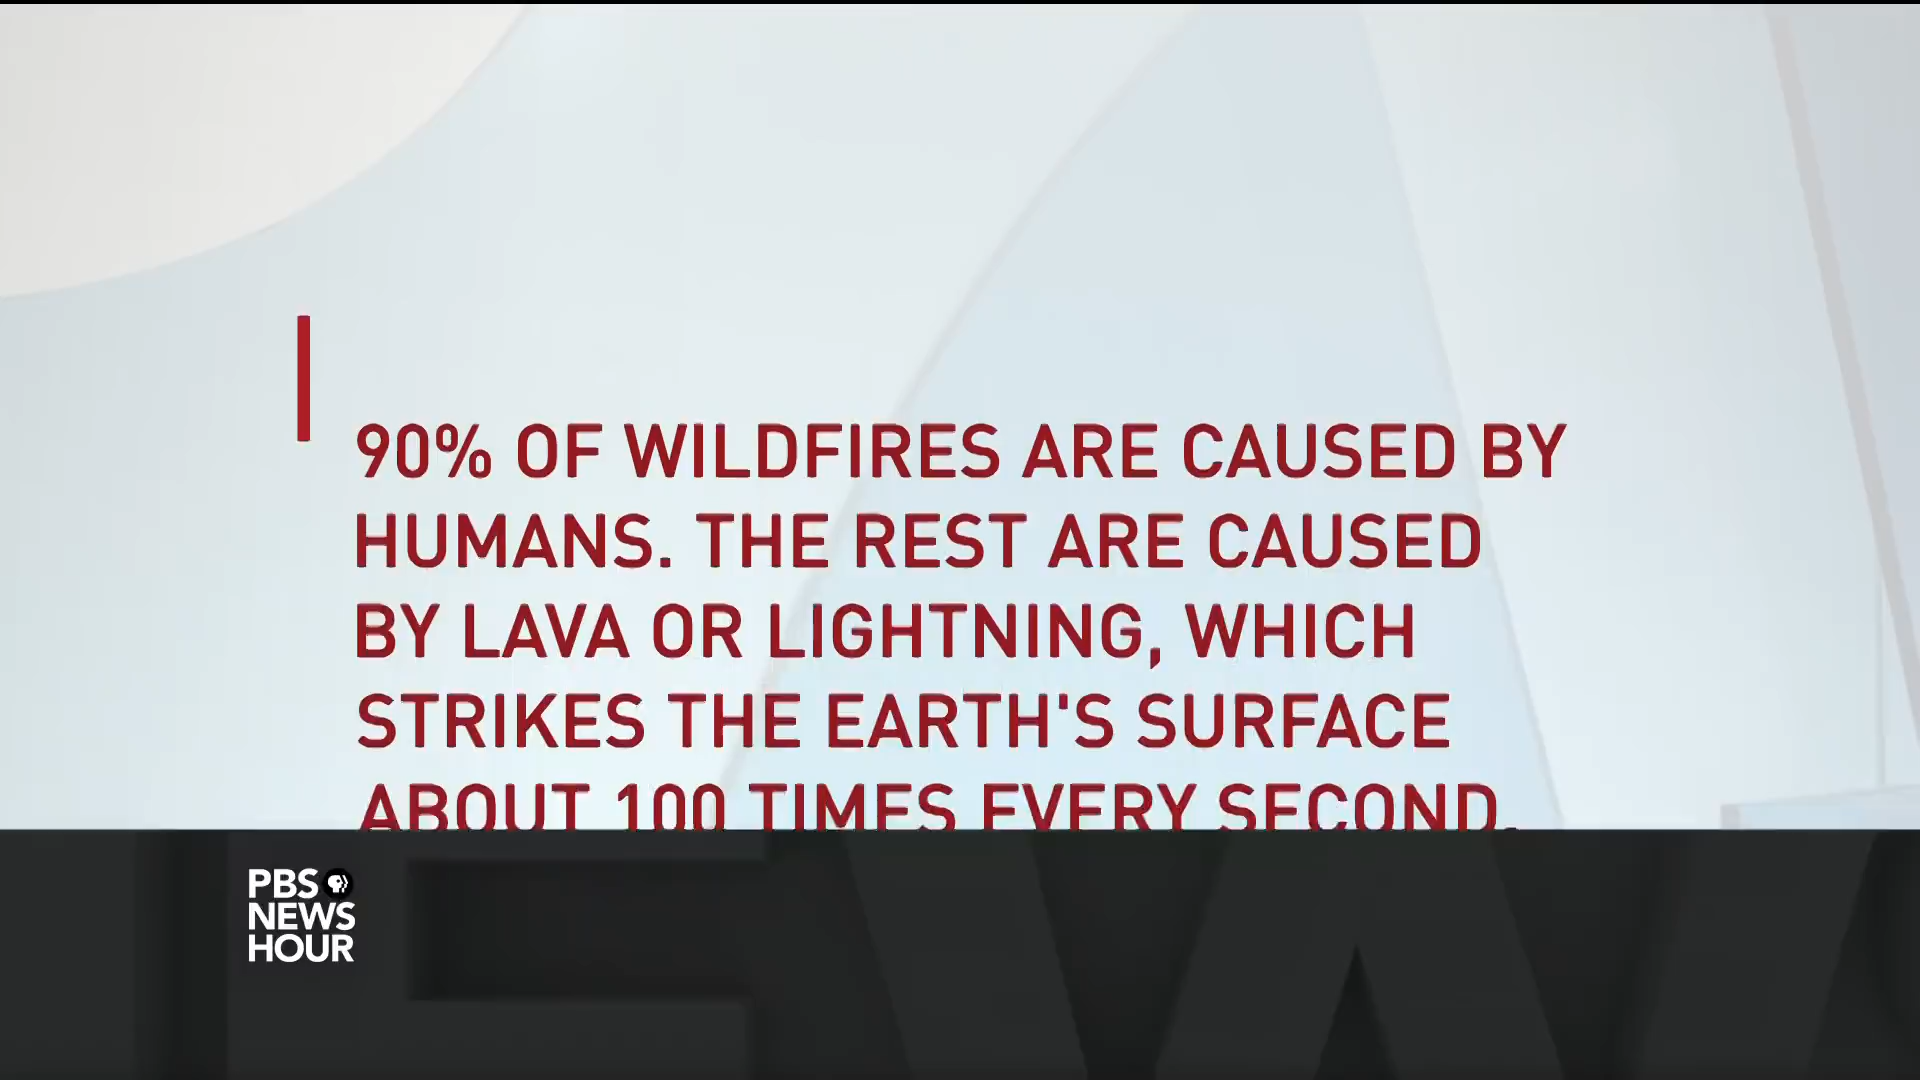 90% OF WILDFIRES ARE CAUSED BY
HUMANS. THE REST ARE CAUSED
BY LAVA OR LIGHTNING, WHICH
STRIKES THE EARTH'S SURFACE
ABOUT 100 TIMES EVERY SECOND.
PBS
NEWS
HOUR